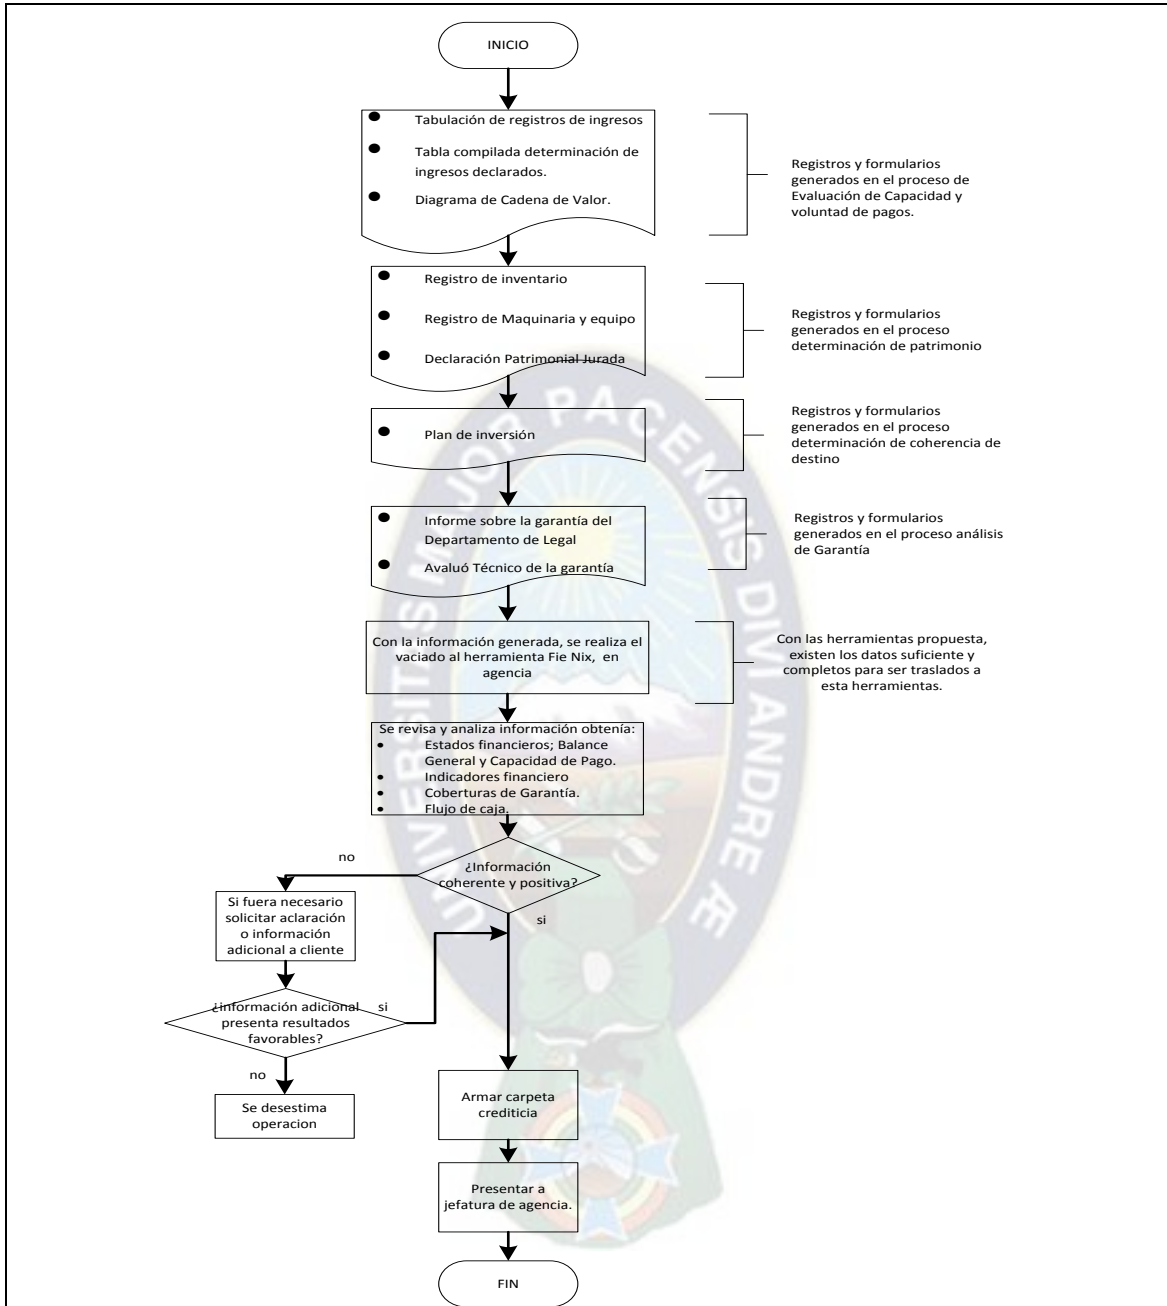 INICIO
Tabulación de registros de ingresos
Tabla compilada determinación de
ingresos declarados.
Diagrama de Cadena de Valor.
Registros y formularios
generados en el proceso de
Evaluación de Capacidad y
voluntad de pagos.
Registro de inventario
Registro de Maquinaria y equipo
Declaración Patrimonial Jurada
Registros y formularios
generados en el proceso
determinación de patrimonio
Plan de inversión
Registros y formularios
generados en el proceso
determinación de coherencia de
destino
Informe sobre la garantía del
Departamento de Legal
Avaluó Técnico de la garantía
Registros y formularios
generados en el proceso análisis
de Garantía
Con la información generada, se realiza el
vaciado al herramienta Fie Nix, en
agencia
Con las herramientas propuesta,
existen los datos suficiente y
completos para ser traslados a
esta herramientas.
Se revisa y analiza información obtenía:
Estados financieros; Balance
General y Capacidad de Pago.
Indicadores financiero
Coberturas de Garantía.
Flujo de caja.
¿Información
coherente y positiva?
no
si
Si fuera necesario
solicitar aclaración
o información
adicional a cliente
¿información adicional
presenta resultados
favorables?
si
no
Se desestima
operacion
Armar carpeta
crediticia
Presentar a
jefatura de agencia.
FIN
UNIVERSITAS MAJOR PACENSIS DIVI ANDRE Æ